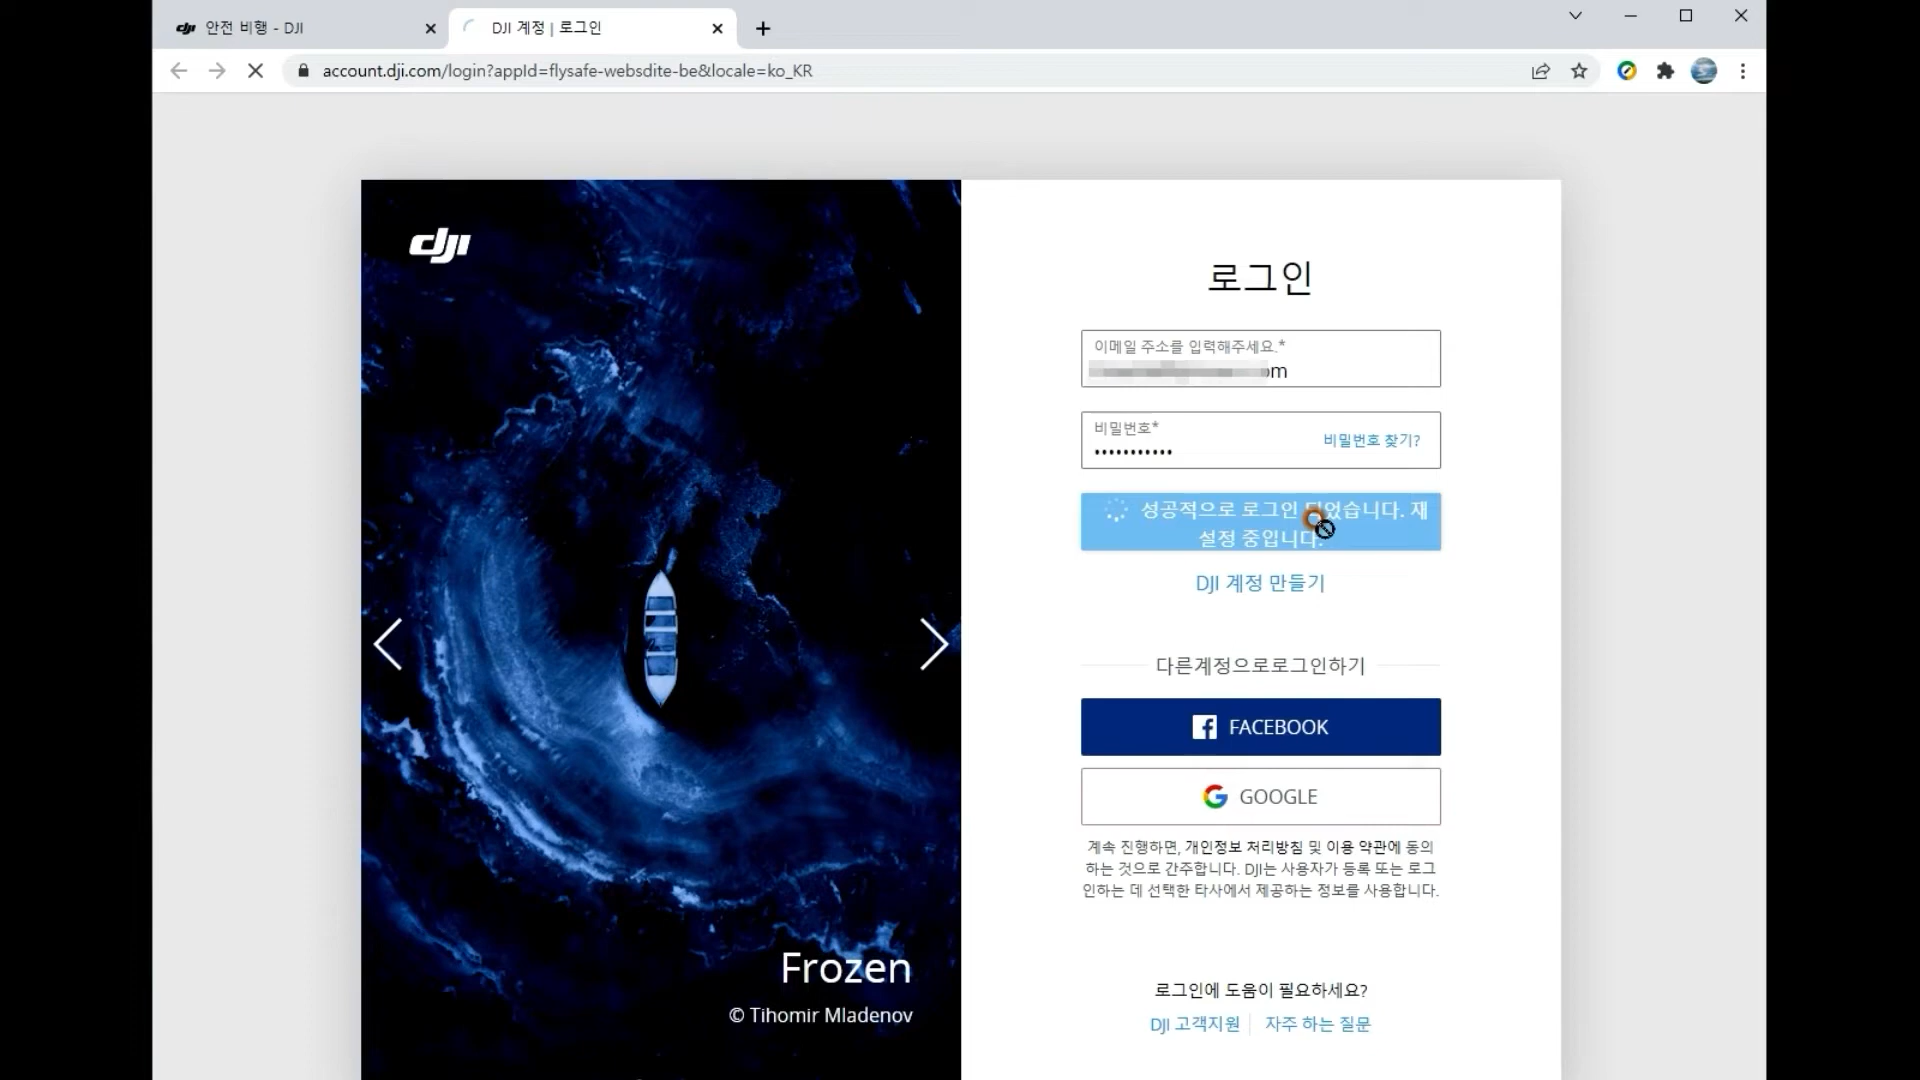 안전 비행 - DJI
DJI 계정 | 로그인
account.dji.com/login?appId=flysafe-websdite-be&locale=ko_KR
dji
로그인
이메일 주소를 입력해주세요.*
om
비밀번호*
•••••••••••
비밀번호 찾기?
성공적으로 로그인 되었습니다. 재
설정 중입니다.
DJI 계정 만들기
다른계정으로로그인하기
FACEBOOK
GOOGLE
계속 진행하면, 개인정보 처리방침 및 이용 약관에 동의
하는 것으로 간주합니다. DJI는 사용자가 등록 또는 로그
인하는 데 선택한 타사에서 제공하는 정보를 사용합니다.
Frozen
© Tihomir Mladenov
로그인에 도움이 필요하세요?
DJI 고객지원
자주 하는 질문